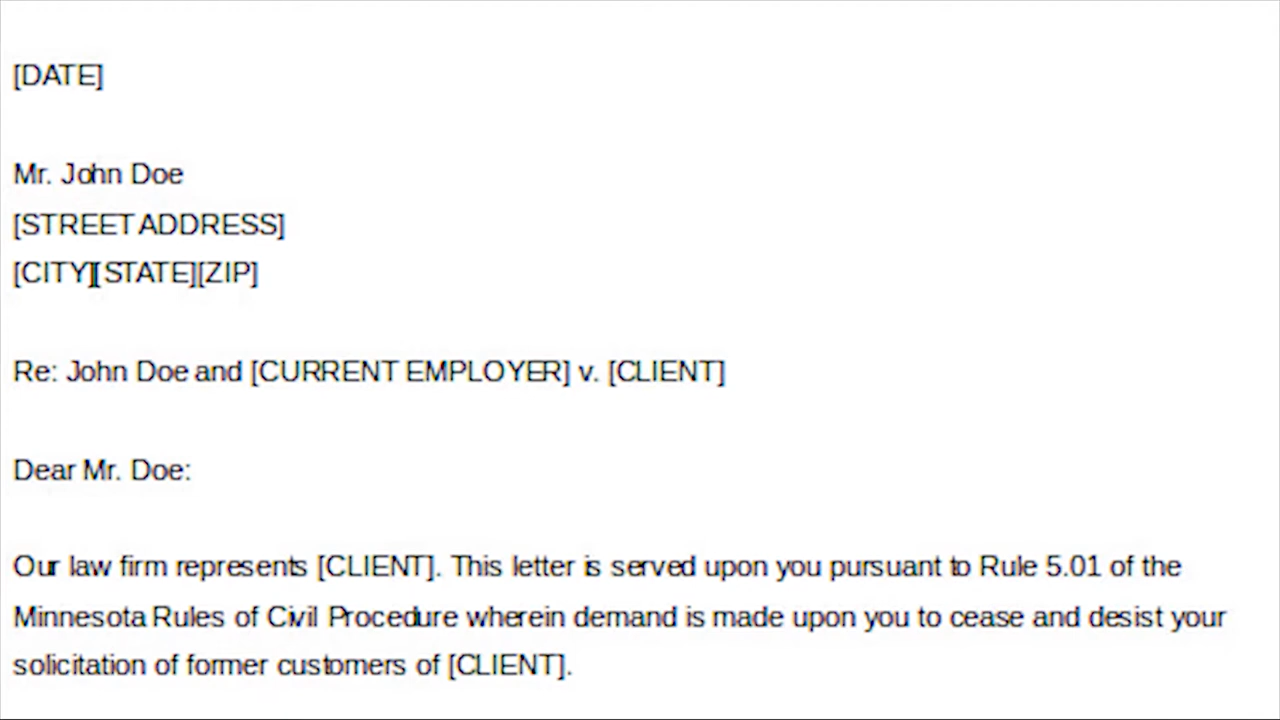 [DATE]
Mr. John Doe
[STREET ADDRESS]
[CITY][STATE][ZIP]
Re: John Doe and [CURRENT EMPLOYER] v. [CLIENT]
Dear Mr. Doe:
Our law firm represents [CLIENT]. This letter is served upon you pursuant to Rule 5.01 of the
Minnesota Rules of Civil Procedure wherein demand is made upon you to cease and desist your
solicitation of former customers of [CLIENT].